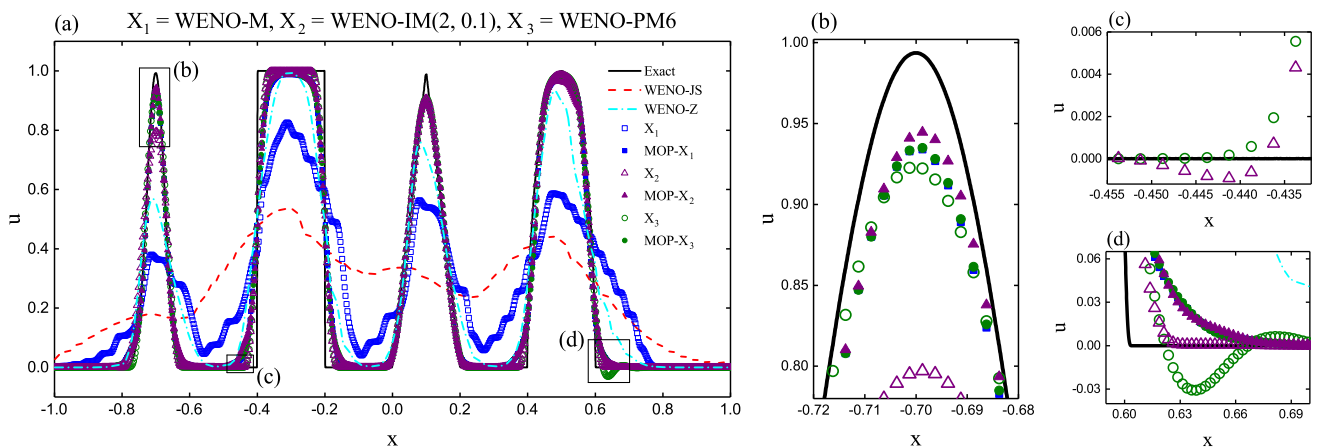 (a) X1 = WENO-M, X2 = WENO-IM(2, 0.1), X3 = WENO-PM6
u
1.0
0.8
0.6
0.4
0.2
0.0
-1.0 -0.8 -0.6 -0.4 -0.2 0.0 0.2 0.4 0.6 0.8 1.0
x
(b)
(c)
(d)
Exact
WENO-JS
WENO-Z
X1
MOP-X1
X2
MOP-X2
X3
MOP-X3
(b)
u
1.00
0.95
0.90
0.85
0.80
-0.72 -0.71 -0.70 -0.69 -0.68
x
(c)
u
0.006
0.004
0.002
0.000
-0.455 -0.450 -0.445 -0.440 -0.435
x
(d)
u
0.06
0.03
0.00
-0.03
0.60 0.63 0.66 0.69
x